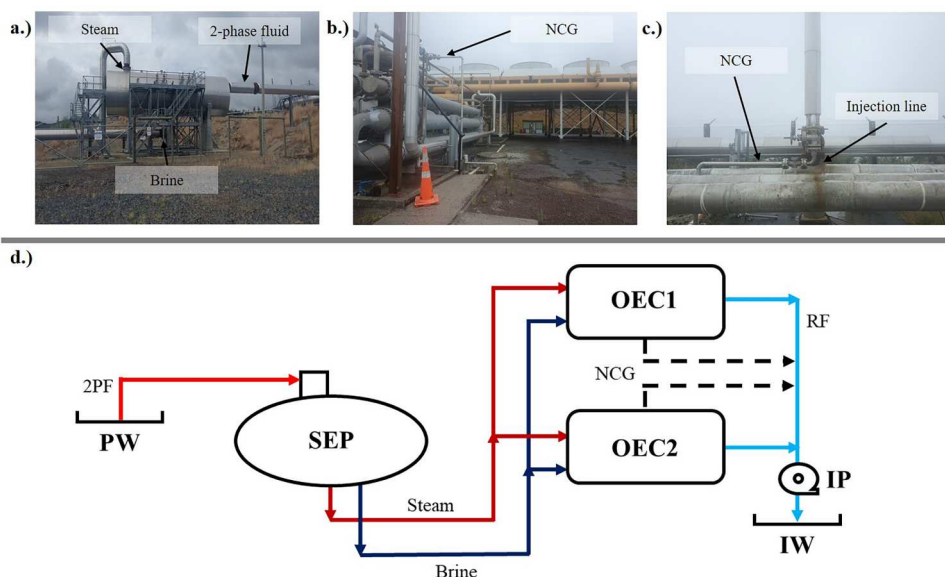 a.)
Steam
2-phase fluid
Brine
b.)
NCG
c.)
NCG
Injection line
d.)
2PF
PW
SEP
Steam
Brine
OEC1
NCG
OEC2
RF
IP
IW